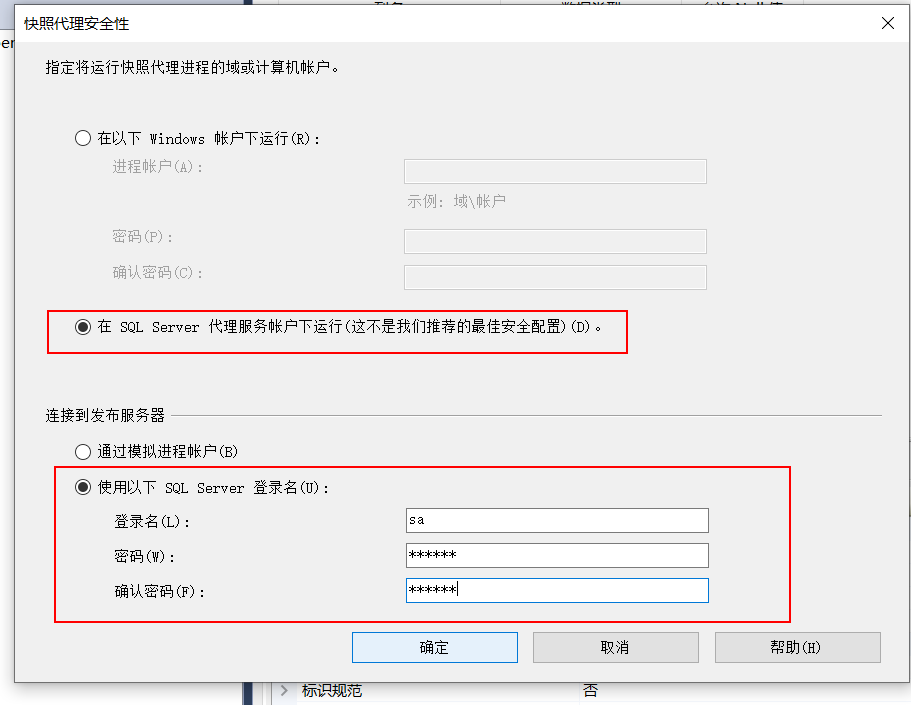 快照代理安全性
指定将运行快照代理进程的域或计算机帐户。
在以下 Windows 帐户下运行(R):
进程帐户(A):
示例: 域\帐户
密码(P):
确认密码(C):
在 SQL Server 代理服务帐户下运行(这不是我们推荐的最佳安全配置)(D)。
连接到发布服务器
通过模拟进程帐户(B)
使用以下 SQL Server 登录名(U):
登录名(L):
sa
密码(W):
******
确认密码(F):
******
确定
取消
帮助(H)
标识规范
否